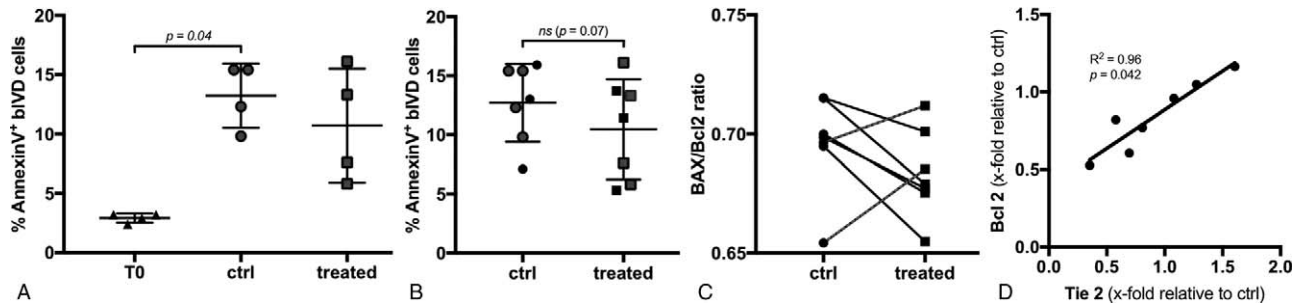 % AnnexinV+ bIVD cells
20
15
10
5
0
p = 0.04
T0
ctrl
treated
A
% AnnexinV+ bIVD cells
20
15
10
5
0
ns (p = 0.07)
ctrl
treated
B
BAX/Bcl2 ratio
0.75
0.70
0.65
ctrl
treated
C
Bcl 2 (x-fold relative to ctrl)
1.5
1.0
0.5
0.0
R² = 0.96
p = 0.042
0.0
0.5
1.0
1.5
2.0
Tie 2 (x-fold relative to ctrl)
D